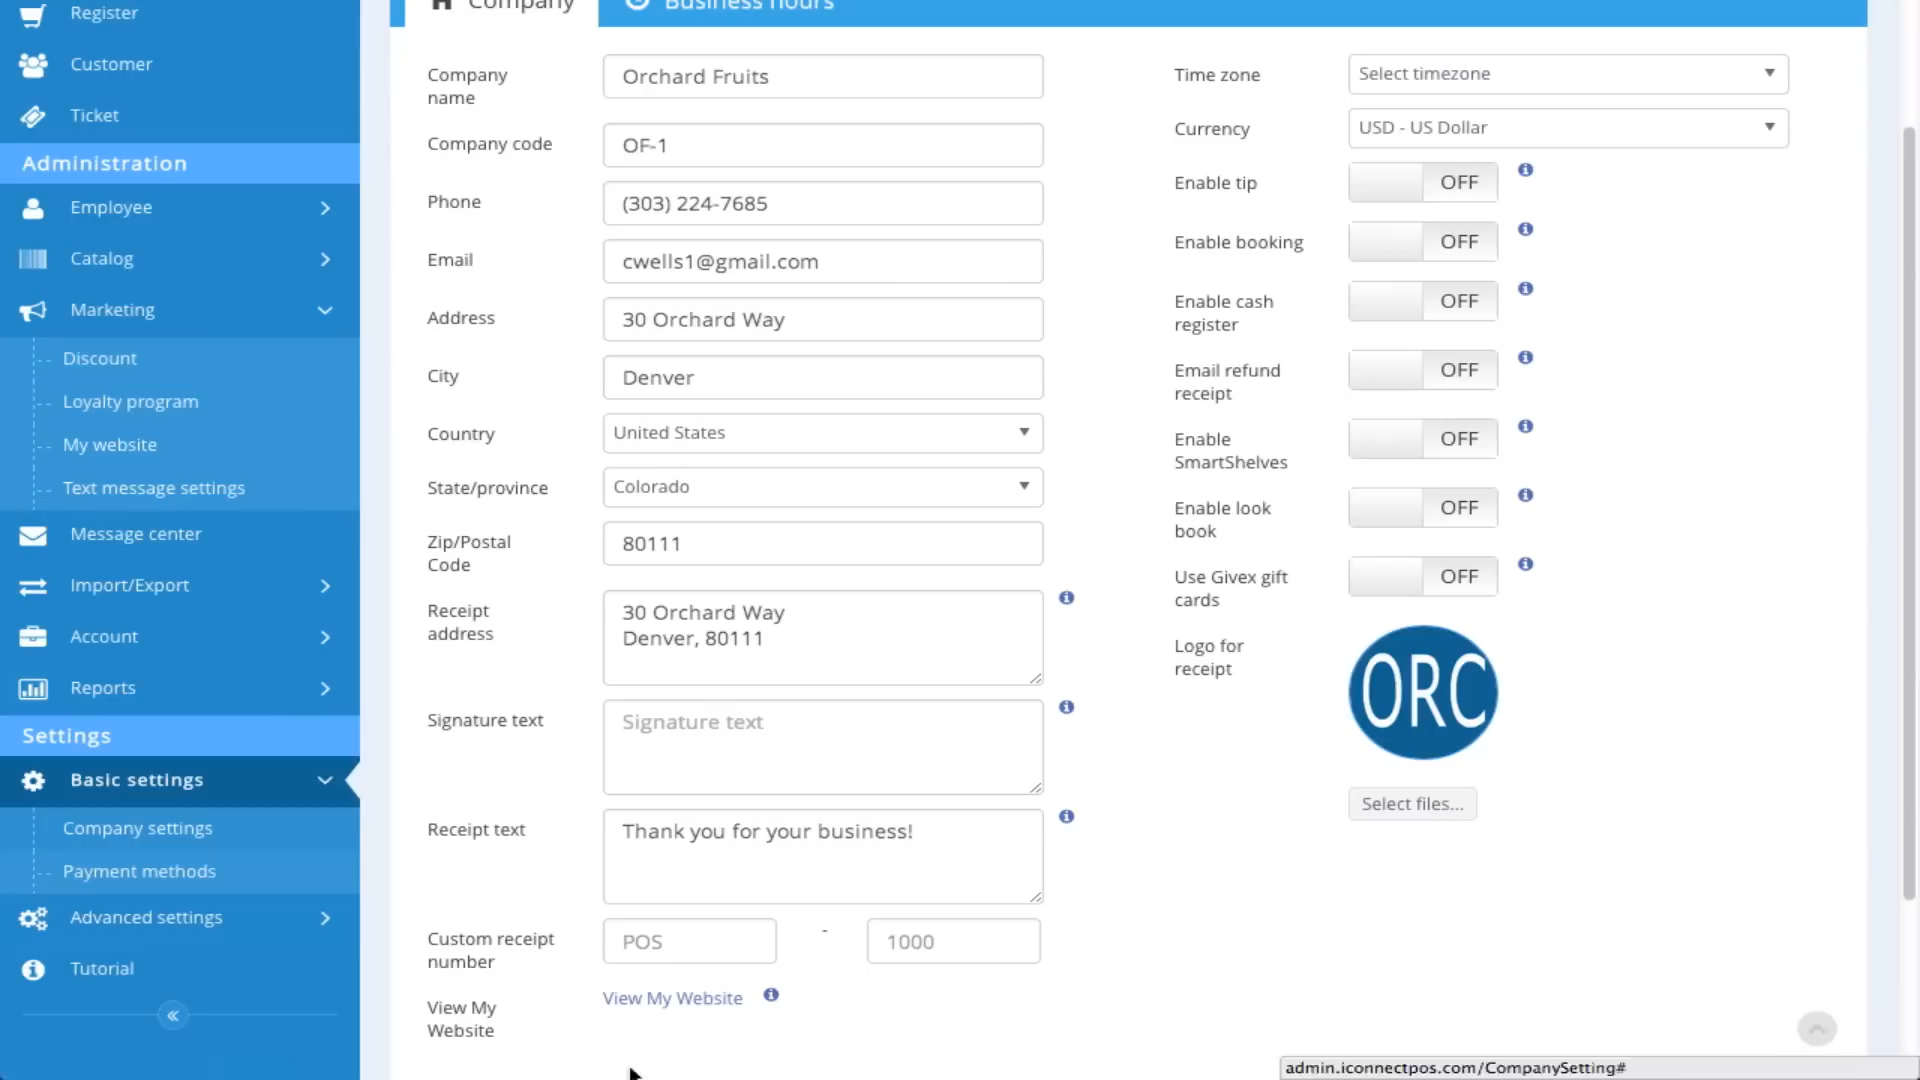 Register
Customer
Ticket
Administration
Employee
Catalog
Marketing
Discount
Loyalty program
My website
Text message settings
Message center
Import/Export
Account
Reports
Settings
Basic settings
Company settings
Payment methods
Advanced settings
Tutorial
«
Company
Business hours
Company
name
Orchard Fruits
Company code
OF-1
Phone
(303) 224-7685
Email
cwells1@gmail.com
Address
30 Orchard Way
City
Denver
Country
United States
State/province
Colorado
Zip/Postal
Code
80111
Receipt
address
30 Orchard Way
Denver, 80111
Signature text
Signature text
Receipt text
Thank you for your business!
Custom receipt
number
POS
-
1000
View My
Website
View My Website
Time zone
Select timezone
Currency
USD - US Dollar
Enable tip
OFF
Enable booking
OFF
Enable cash
register
OFF
Email refund
receipt
OFF
Enable
SmartShelves
OFF
Enable look
book
OFF
Use Givex gift
cards
OFF
Logo for
receipt
ORC
Select files...
admin.iconnectpos.com/CompanySetting#